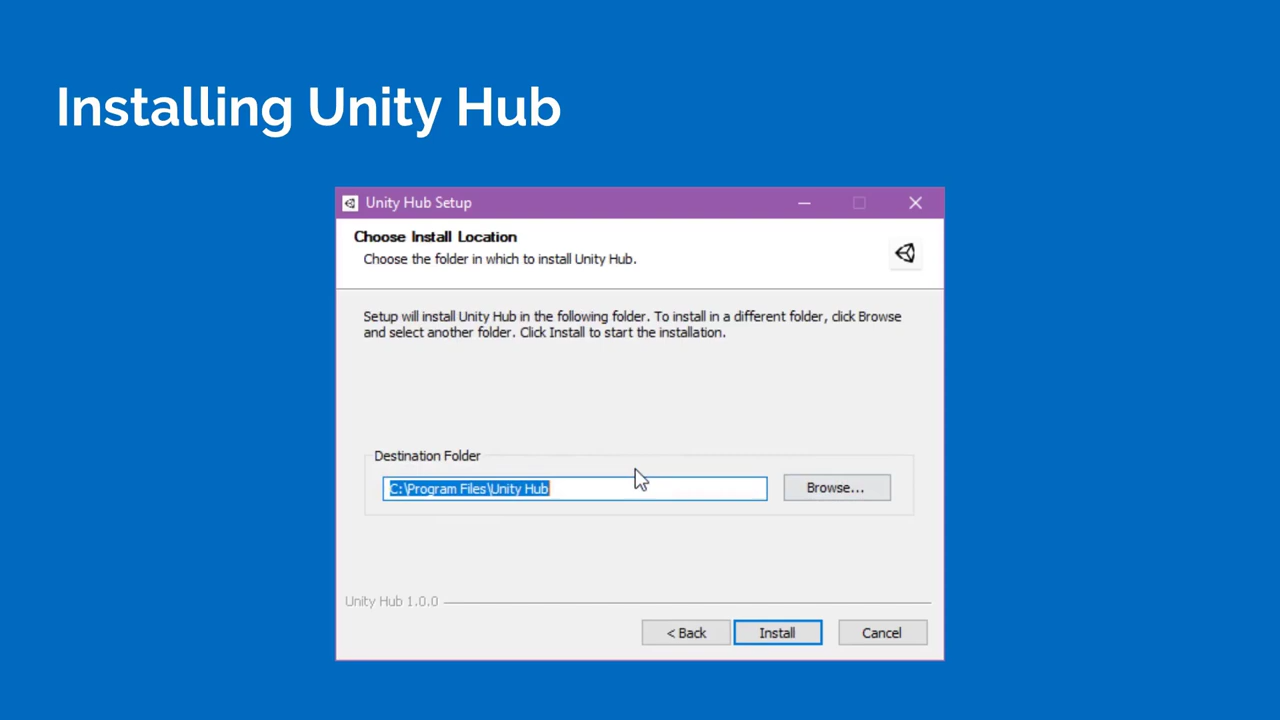 Installing Unity Hub
Unity Hub Setup
Choose Install Location
Choose the folder in which to install Unity Hub.
Setup will install Unity Hub in the following folder. To install in a different folder, click Browse
and select another folder. Click Install to start the installation.
Destination Folder
C:\Program Files\Unity Hub
Browse...
Unity Hub 1.0.0
< Back
Install
Cancel